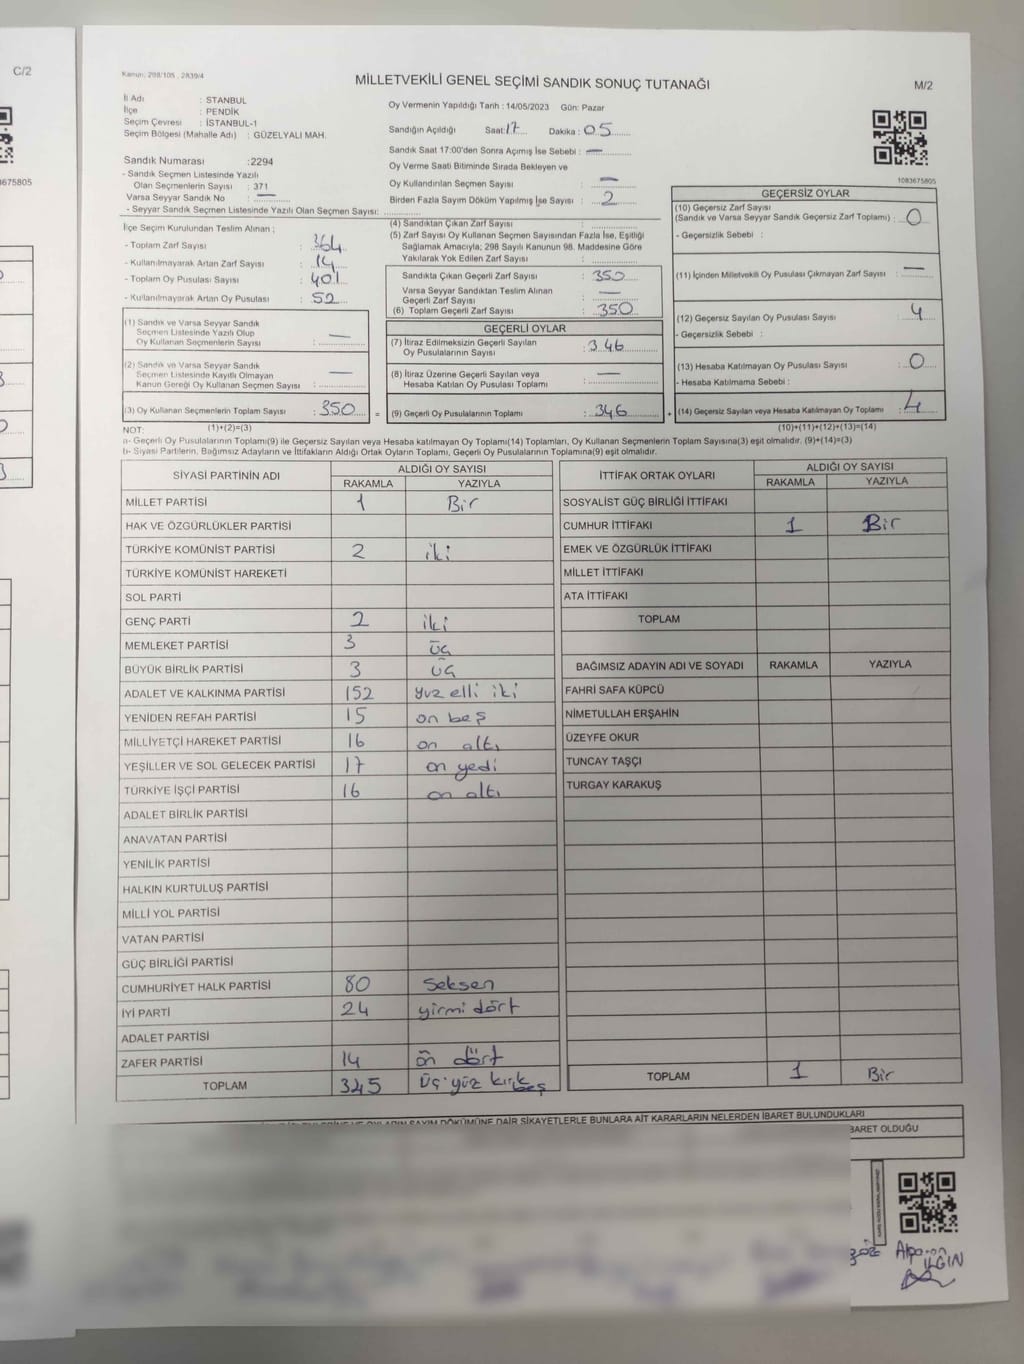 C/2
3675805
Kanun: 298/105 , 2839/4
MİLLETVEKİLİ GENEL SEÇİMİ SANDIK SONUÇ TUTANAĞI
M/2
İl Adı : STANBUL
İlçe : PENDİK
Seçim Çevresi : İSTANBUL-1
Seçim Bölgesi (Mahalle Adı) : GÜZELYALI MAH.
Sandık Numarası :2294
- Sandık Seçmen Listesinde Yazılı
Olan Seçmenlerin Sayısı : 371
Varsa Seyyar Sandık No : —
- Seyyar Sandık Seçmen Listesinde Yazılı Olan Seçmen Sayısı:
Oy Vermenin Yapıldığı Tarih : 14/05/2023 Gün: Pazar
Sandığın Açıldığı Saat:17 Dakika: 05
Sandık Saat 17:00'den Sonra Açımış İse Sebebi : —
Oy Verme Saati Bitiminde Sırada Bekleyen ve
Oy Kullandırılan Seçmen Sayısı : —
Birden Fazla Sayım Döküm Yapılmış İse Sayısı : 2
1083675805
İlçe Seçim Kurulundan Teslim Alınan ;
- Toplam Zarf Sayısı : 364
- Kullanılmayarak Artan Zarf Sayısı : 14
- Toplam Oy Pusulası Sayısı : 401
- Kullanılmayarak Artan Oy Pusulası : 52
(1) Sandık ve Varsa Seyyar Sandık
Seçmen Listesinde Yazılı Olup
Oy Kullanan Seçmenlerin Sayısı : —
(2) Sandık ve Varsa Seyyar Sandık
Seçmen Listesinde Kayıtlı Olmayan
Kanun Gereği Oy Kullanan Seçmen Sayısı : —
(3) Oy Kullanan Seçmenlerin Toplam Sayısı : 350 =
(4) Sandıktan Çıkan Zarf Sayısı :
(5) Zarf Sayısı Oy Kullanan Seçmen Sayısından Fazla İse, Eşitliği
Sağlamak Amacıyla; 298 Sayılı Kanunun 98. Maddesine Göre
Yakılarak Yok Edilen Zarf Sayısı :
Sandıkta Çıkan Geçerli Zarf Sayısı : 350
Varsa Seyyar Sandıktan Teslim Alınan
Geçerli Zarf Sayısı : —
(6) Toplam Geçerli Zarf Sayısı : 350
GEÇERLİ OYLAR
(7) İtiraz Edilmeksizin Geçerli Sayılan
Oy Pusulalarının Sayısı : 346
(8) İtiraz Üzerine Geçerli Sayılan veya
Hesaba Katılan Oy Pusulası Toplamı : —
(9) Geçerli Oy Pusulalarının Toplamı : 346 +
GEÇERSİZ OYLAR
(10) Geçersiz Zarf Sayısı
(Sandık ve Varsa Seyyar Sandık Geçersiz Zarf Toplamı) : 0
- Geçersizlik Sebebi :
(11) İçinden Milletvekili Oy Pusulası Çıkmayan Zarf Sayısı : —
(12) Geçersiz Sayılan Oy Pusulası Sayısı : 4
- Geçersizlik Sebebi :
(13) Hesaba Katılmayan Oy Pusulası Sayısı : 0
- Hesaba Katılmama Sebebi :
(14) Geçersiz Sayılan veya Hesaba Katılmayan Oy Toplamı : 4
NOT: (1)+(2)=(3) (10)+(11)+(12)+(13)=(14)
a- Geçerli Oy Pusulalarının Toplamı(9) ile Geçersiz Sayılan veya Hesaba katılmayan Oy Toplamı(14) Toplamları, Oy Kullanan Seçmenlerin Toplam Sayısına(3) eşit olmalıdır. (9)+(14)=(3)
b- Siyasi Partilerin, Bağımsız Adayların ve İttifakların Aldığı Ortak Oyların Toplamı, Geçerli Oy Pusulalarının Toplamına(9) eşit olmalıdır.
SİYASİ PARTİNİN ADI ALDIĞI OY SAYISI
RAKAMLA YAZIYLA
MİLLET PARTİSİ 1 Bir
HAK VE ÖZGÜRLÜKLER PARTİSİ
TÜRKİYE KOMÜNİST PARTİSİ 2 iki
TÜRKİYE KOMÜNİST HAREKETİ
SOL PARTİ
GENÇ PARTİ 2 iki
MEMLEKET PARTİSİ 3 üç
BÜYÜK BİRLİK PARTİSİ 3 üç
ADALET VE KALKINMA PARTİSİ 152 yüz elli iki
YENİDEN REFAH PARTİSİ 15 on beş
MİLLİYETÇİ HAREKET PARTİSİ 16 on altı
YEŞİLLER VE SOL GELECEK PARTİSİ 17 on yedi
TÜRKİYE İŞÇİ PARTİSİ 16 on altı
ADALET BİRLİK PARTİSİ
ANAVATAN PARTİSİ
YENİLİK PARTİSİ
HALKIN KURTULUŞ PARTİSİ
MİLLİ YOL PARTİSİ
VATAN PARTİSİ
GÜÇ BİRLİĞİ PARTİSİ
CUMHURİYET HALK PARTİSİ 80 seksen
İYİ PARTİ 24 yirmi dört
ADALET PARTİSİ
ZAFER PARTİSİ 14 ön dört
TOPLAM 345 üç yüz kırk beş
İTTİFAK ORTAK OYLARI ALDIĞI OY SAYISI
RAKAMLA YAZIYLA
SOSYALİST GÜÇ BİRLİĞİ İTTİFAKI
CUMHUR İTTİFAKI 1 Bir
EMEK VE ÖZGÜRLÜK İTTİFAKI
MİLLET İTTİFAKI
ATA İTTİFAKI
TOPLAM
BAĞIMSIZ ADAYIN ADI VE SOYADI RAKAMLA YAZIYLA
FAHRİ SAFA KÜPCÜ
NİMETULLAH ERŞAHİN
ÜZEYFE OKUR
TUNCAY TAŞÇI
TURGAY KARAKUŞ
TOPLAM 1 Bir
SAYIM DÖKÜMÜNE DAİR ŞİKAYETLERLE BUNLARA AİT KARARLARIN NELERDEN İBARET BULUNDUKLARI
BARET OLDUĞU
ILGIN